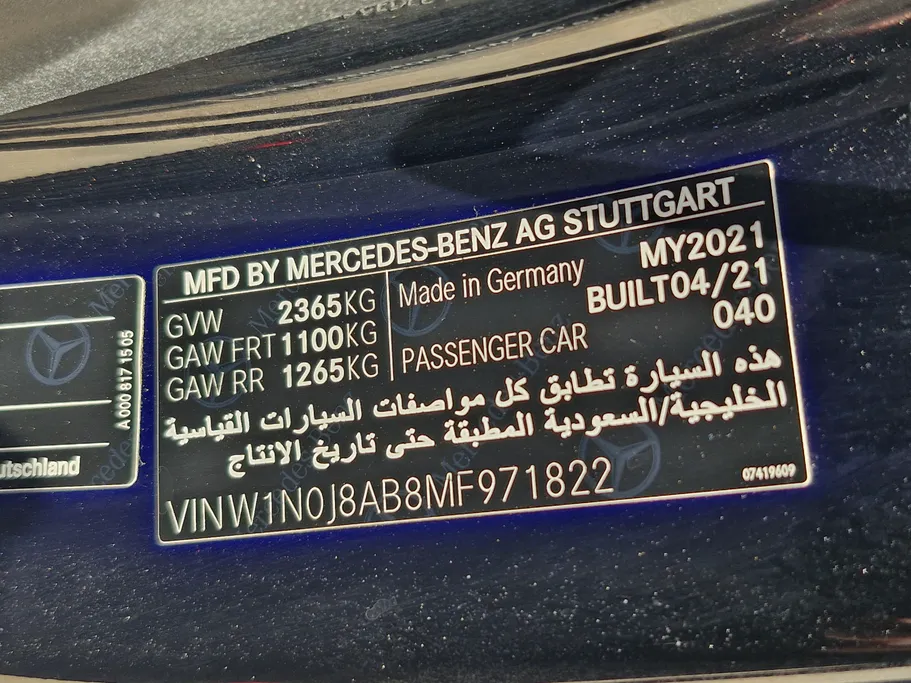 MFD BY MERCEDES-BENZ AG STUTTGART
GVW 2365KG
GAW FRT 1100KG
GAW RR 1265KG
Made in Germany
MY2021
BUILT04/21
040
PASSENGER CAR
هذه السيارة تطابق كل مواصفات السيارات القياسية
الخليجية/السعودية المطبقة حتى تاريخ الانتاج
VINW1N0J8AB8MF971822
07419609
A 000 817 15 05
utschland